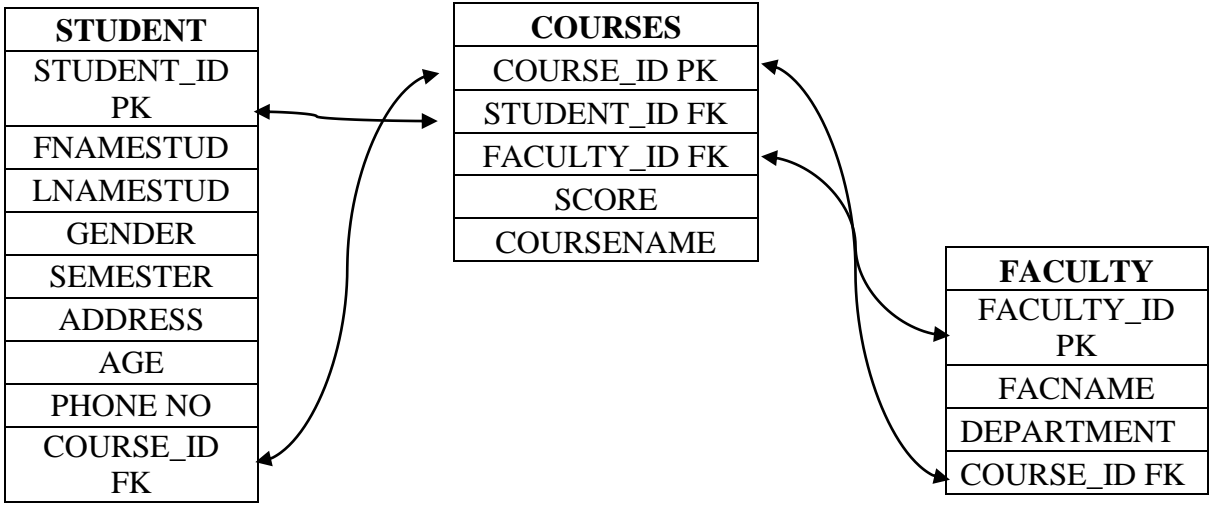 STUDENT
STUDENT_ID
PK
FNAMESTUD
LNAMESTUD
GENDER
SEMESTER
ADDRESS
AGE
PHONE NO
COURSE_ID
FK
COURSES
COURSE_ID PK
STUDENT_ID FK
FACULTY_ID FK
SCORE
COURSENAME
FACULTY
FACULTY_ID
PK
FACNAME
DEPARTMENT
COURSE_ID FK